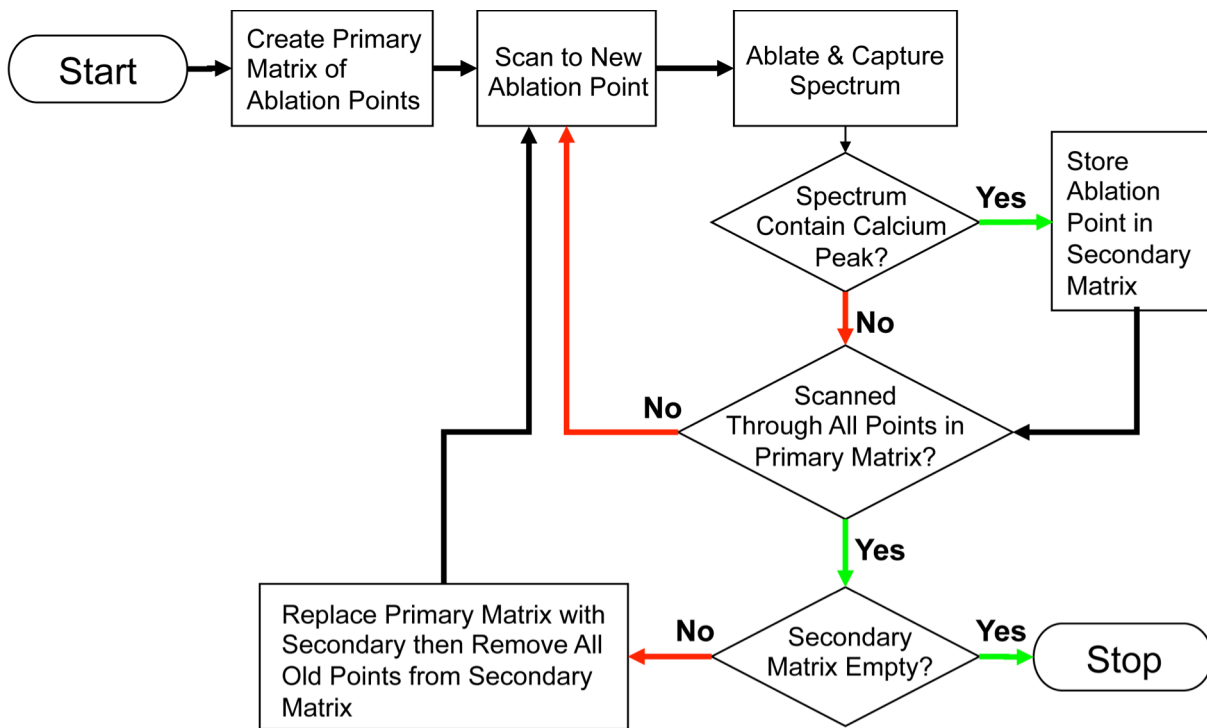 Start
Create Primary
Matrix of
Ablation Points
Scan to New
Ablation Point
Ablate & Capture
Spectrum
Spectrum
Contain Calcium
Peak?
Yes
Store
Ablation
Point in
Secondary
Matrix
No
Scanned
Through All Points in
Primary Matrix?
No
Yes
Secondary
Matrix Empty?
No
Yes
Replace Primary Matrix with
Secondary then Remove All
Old Points from Secondary
Matrix
Stop